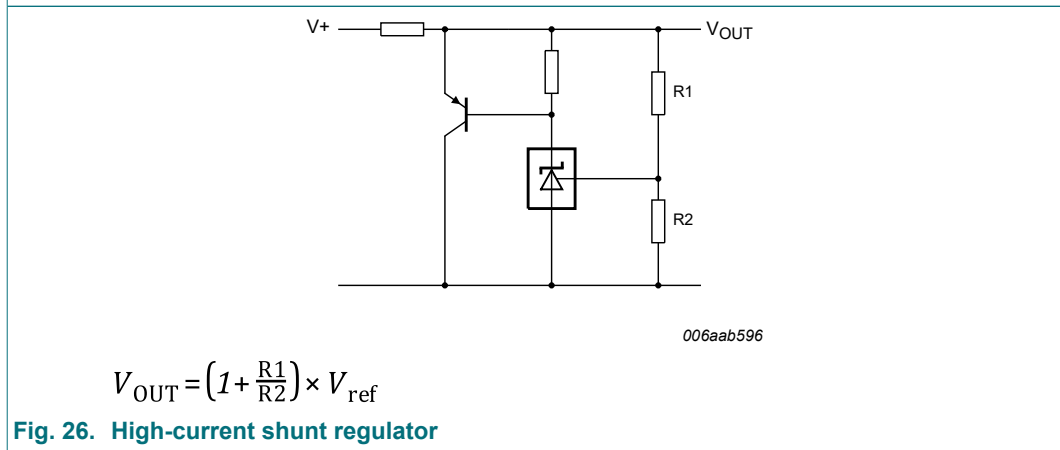 V+
VOUT
R1
R2
006aab596
VOUT = (1 + R1/R2) × Vref
Fig. 26. High-current shunt regulator